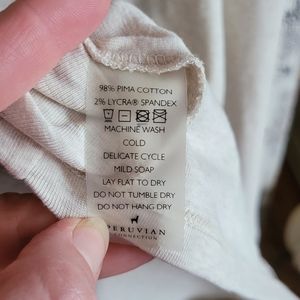 98% PIMA COTTON
2% LYCRA® SPANDEX
MACHINE WASH
COLD
DELICATE CYCLE
MILD SOAP
LAY FLAT TO DRY
DO NOT TUMBLE DRY
DO NOT HANG DRY
PERUVIAN
CONNECTION